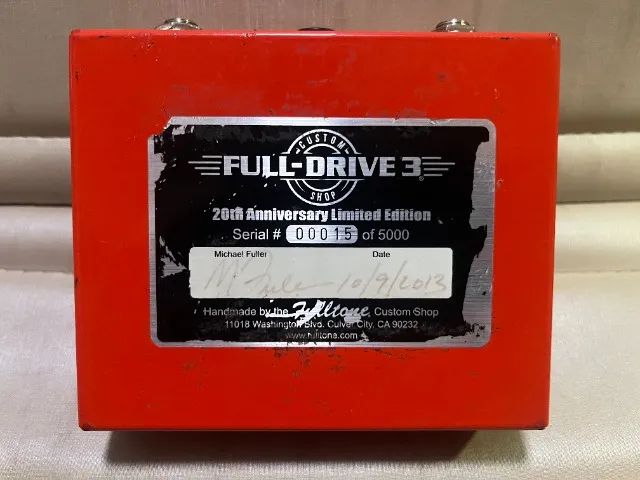 CUSTOM
FULL-DRIVE 3
SHOP
20th Anniversary Limited Edition
Serial # 00015 of 5000
Michael Fuller Date
M Fuller 10/9/2013
Handmade by the Fulltone Custom Shop
11018 Washington Blvd. Culver City, CA 90232
www.fulltone.com